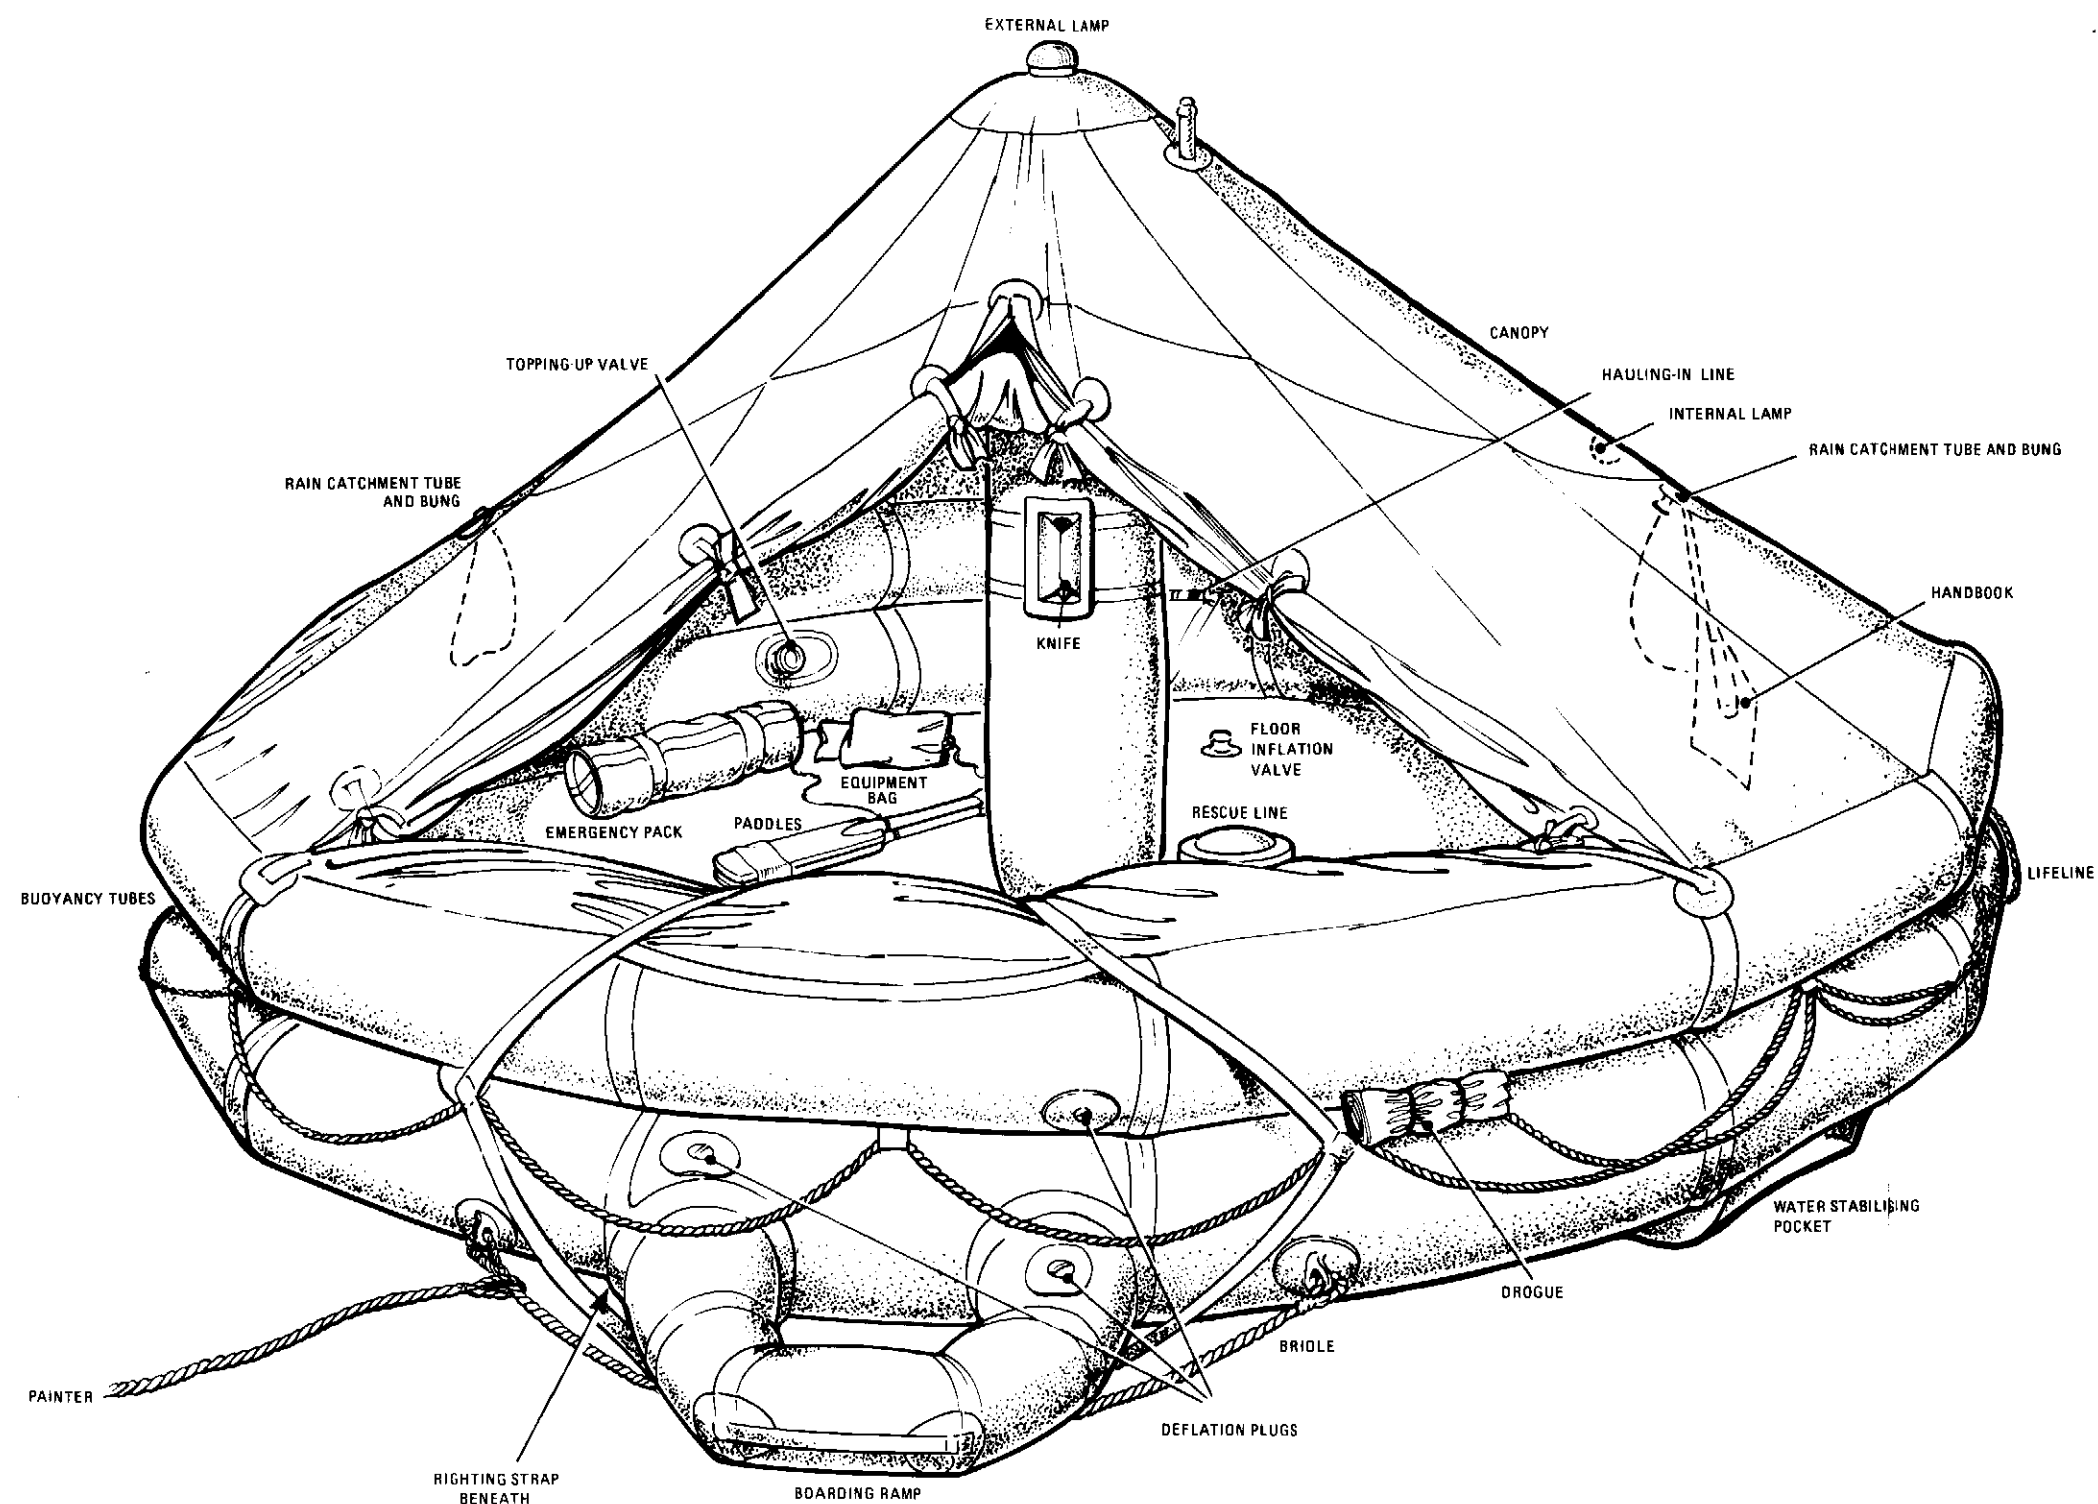 EXTERNAL LAMP
CANOPY
TOPPING-UP VALVE
HAULING-IN LINE
INTERNAL LAMP
RAIN CATCHMENT TUBE AND BUNG
RAIN CATCHMENT TUBE
AND BUNG
HANDBOOK
KNIFE
FLOOR
INFLATION
VALVE
EQUIPMENT
BAG
RESCUE LINE
PADDLES
EMERGENCY PACK
LIFELINE
BUOYANCY TUBES
WATER STABILISING
POCKET
DROGUE
BRIDLE
PAINTER
DEFLATION PLUGS
RIGHTING STRAP
BENEATH
BOARDING RAMP